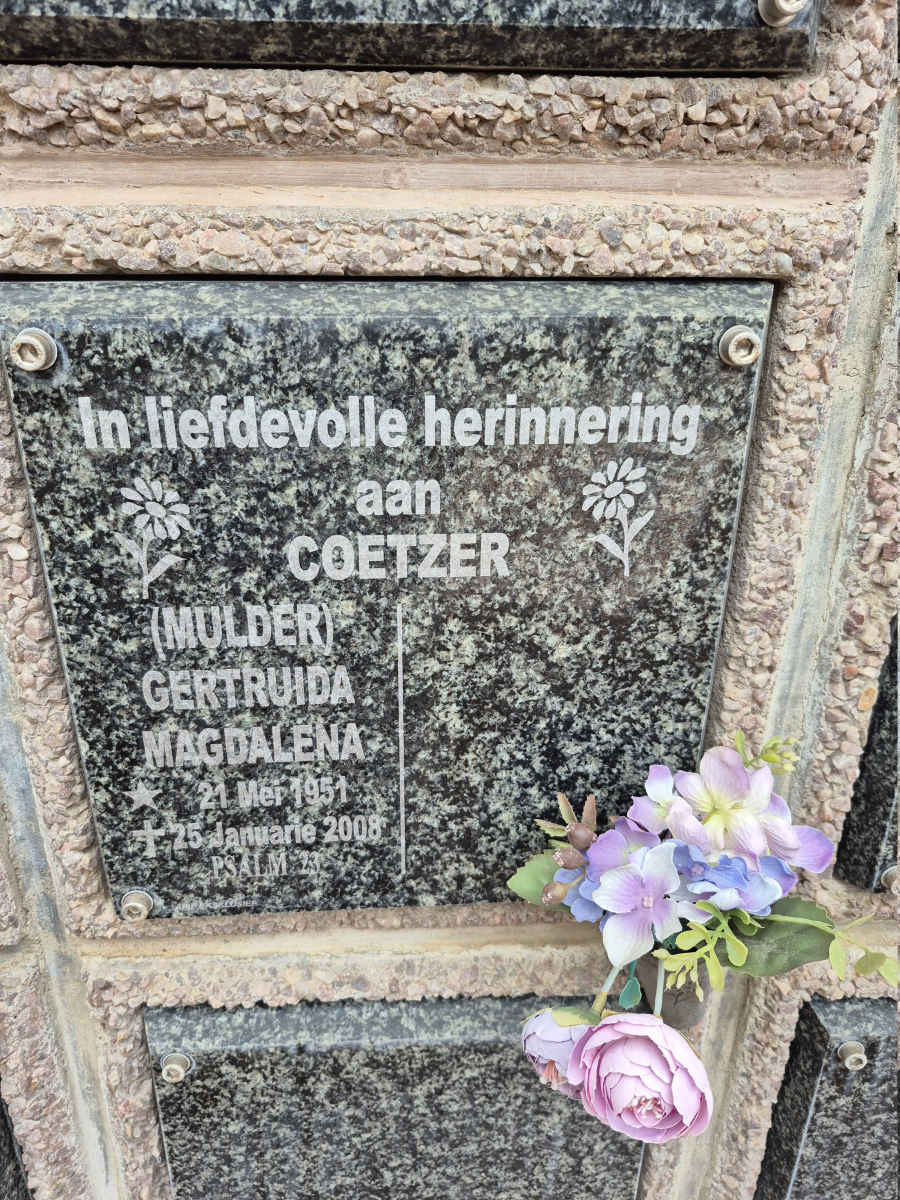 In liefdevolle herinnering
aan
COETZER
(MULDER)
GERTRUIDA
MAGDALENA
21 Mei 1951
25 Januarie 2008
PSALM 23